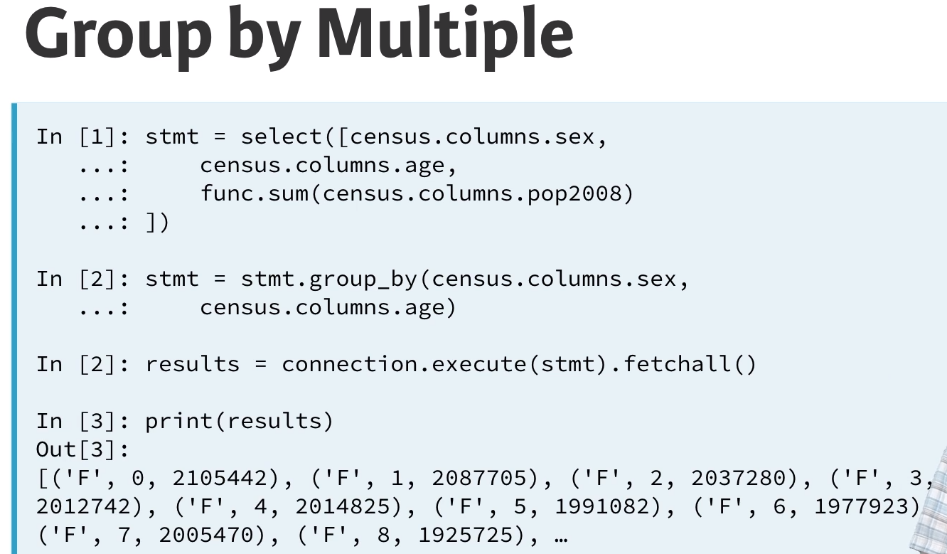 Group by Multiple
In [1]: stmt = select([census.columns.sex,
   ...:     census.columns.age,
   ...:     func.sum(census.columns.pop2008)
   ...: ])
In [2]: stmt = stmt.group_by(census.columns.sex,
   ...:     census.columns.age)
In [2]: results = connection.execute(stmt).fetchall()
In [3]: print(results)
Out[3]:
[('F', 0, 2105442), ('F', 1, 2087705), ('F', 2, 2037280), ('F', 3,
2012742), ('F', 4, 2014825), ('F', 5, 1991082), ('F', 6, 1977923)
('F', 7, 2005470), ('F', 8, 1925725), …